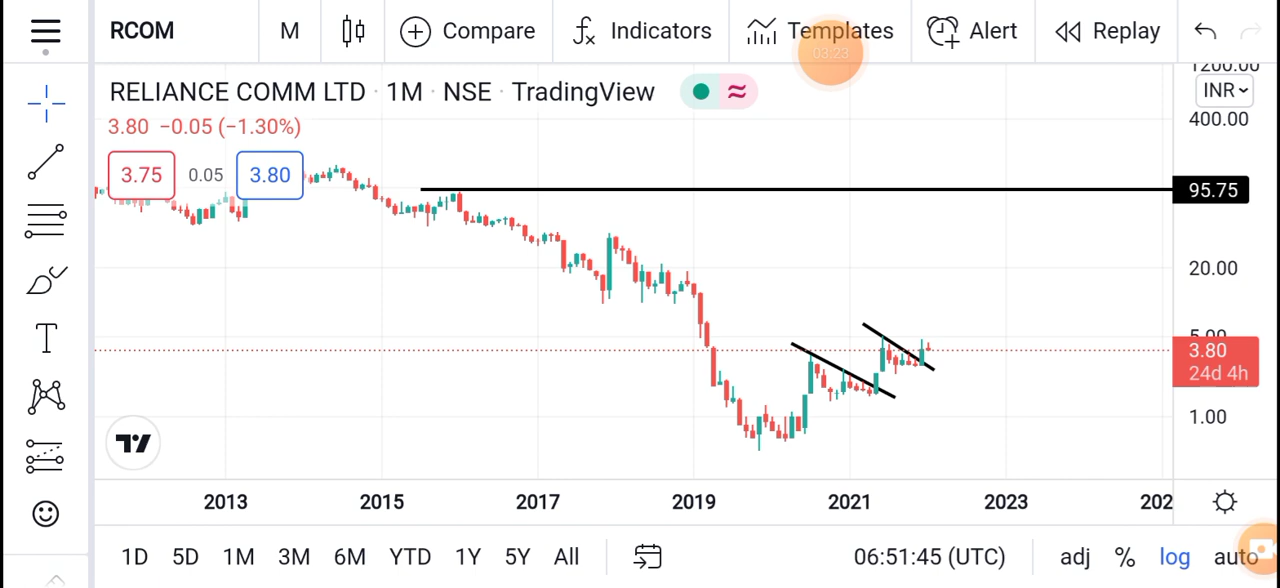 RCOM M Compare Indicators Templates Alert Replay
03:23
RELIANCE COMM LTD · 1M · NSE · TradingView
1200.00
INR
3.80 −0.05 (−1.30%)
400.00
3.75 0.05 3.80
95.75
20.00
5.00
3.80
24d 4h
1.00
2013 2015 2017 2019 2021 2023 202
1D 5D 1M 3M 6M YTD 1Y 5Y All 06:51:45 (UTC) adj % log auto